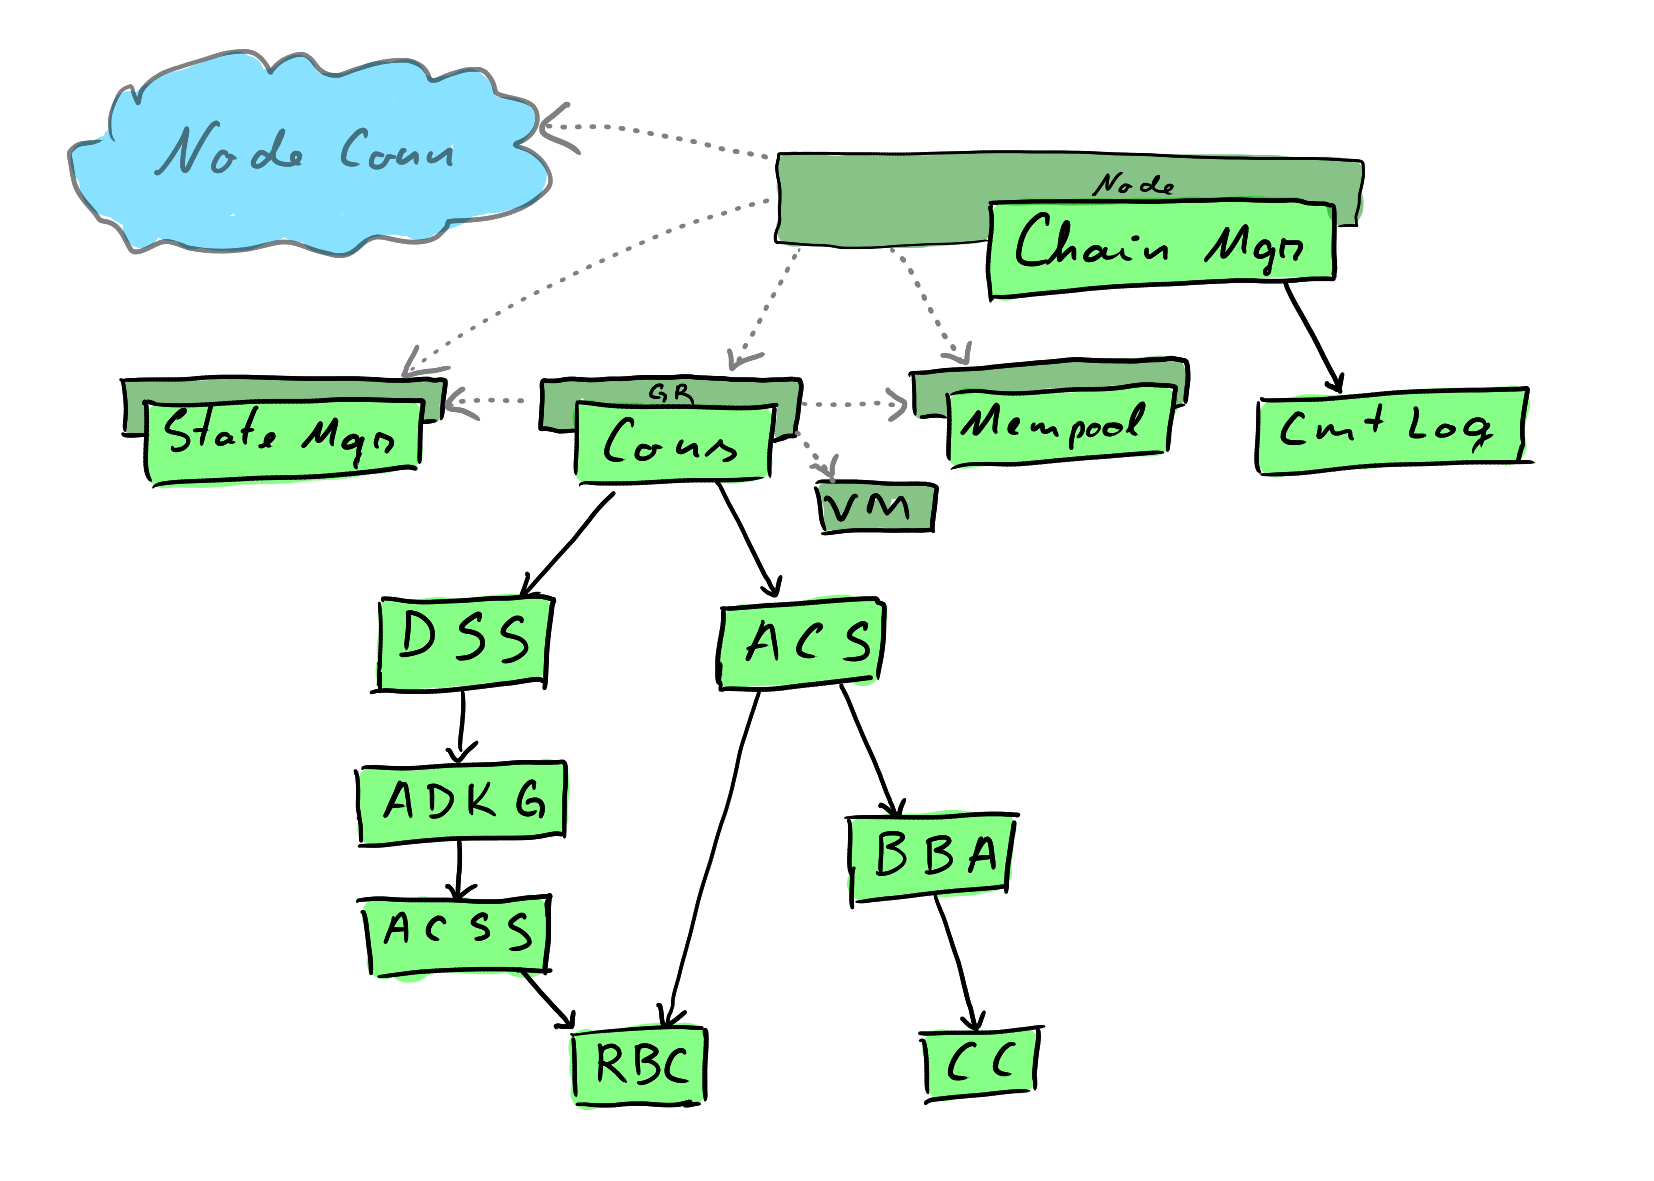 Node Conn
Node
Chain Mgr
State Mgr
GR
Cons
Mempool
Cmt Log
VM
DSS
ACS
ADKG
BBA
ACSS
RBC
CC